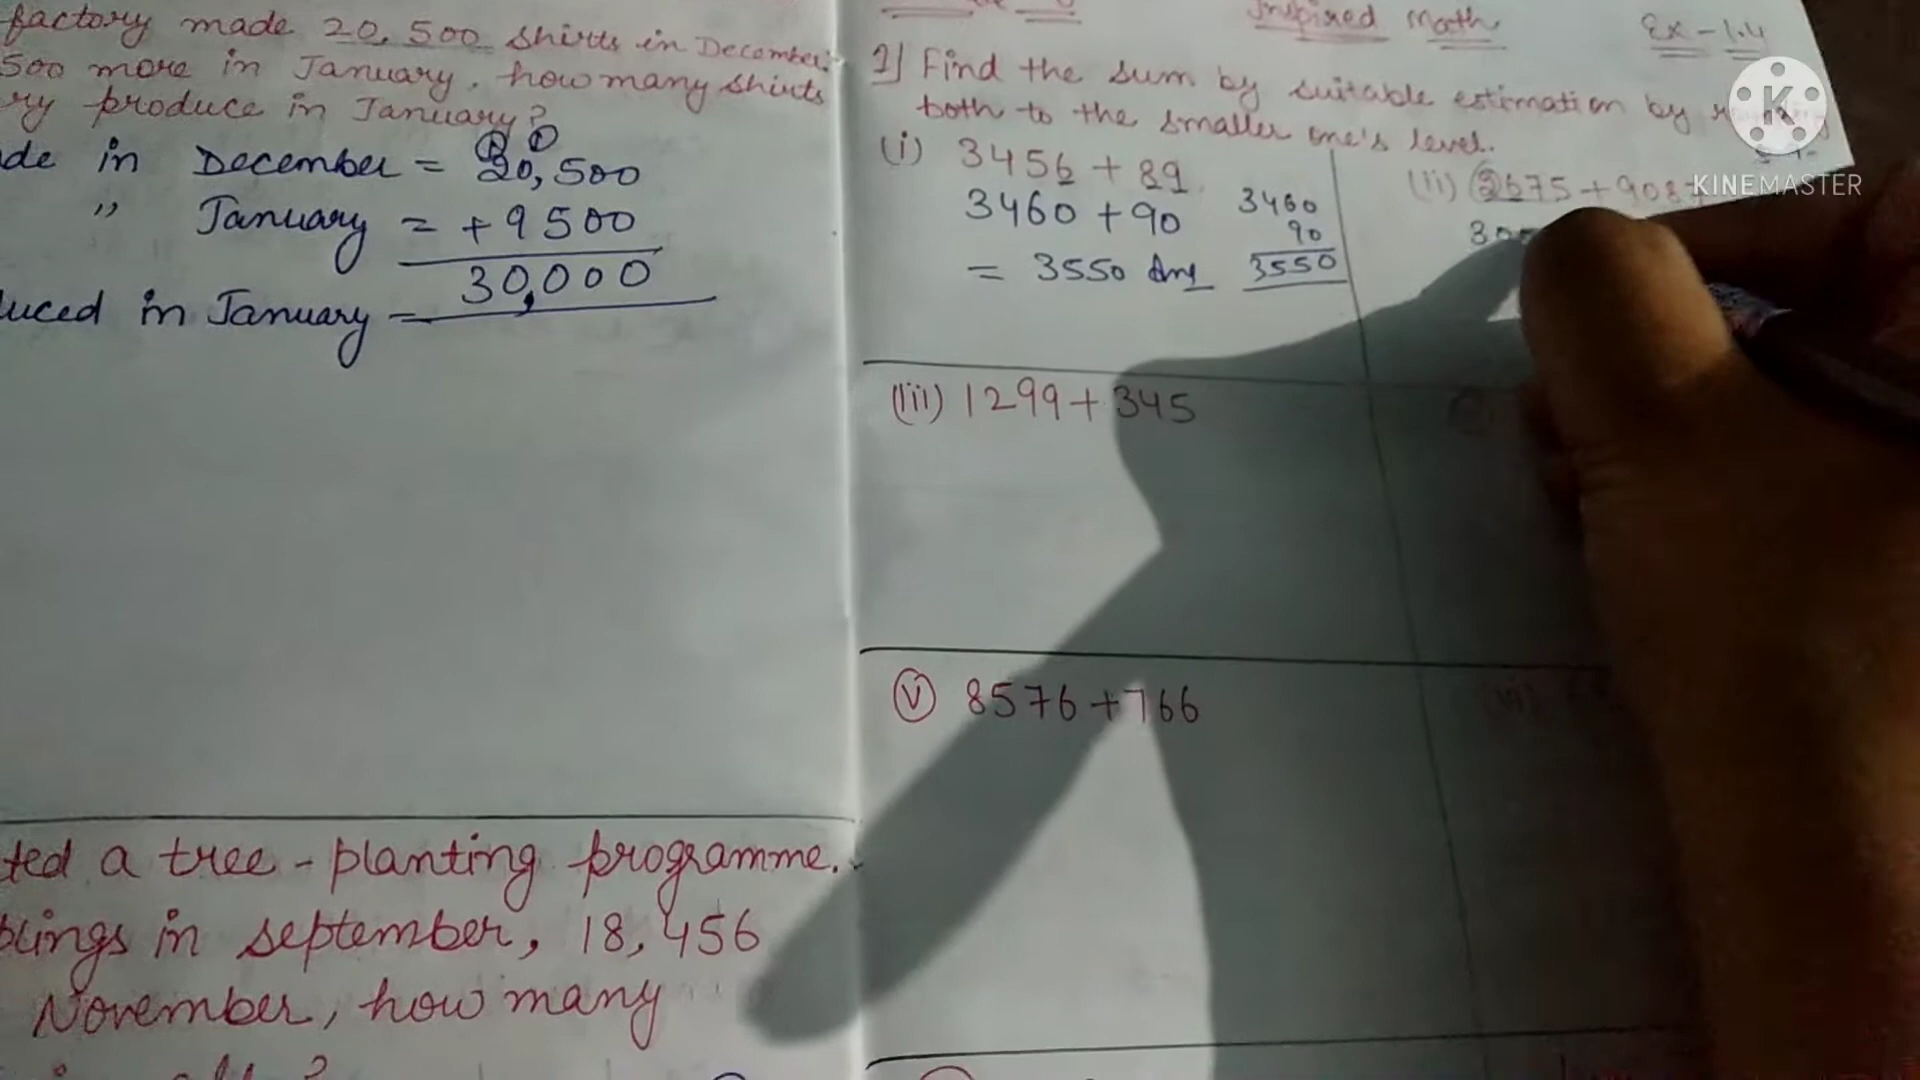 factory made 20,500 shirts in December.
500 more in January, how many shirts
ry produce in January?
de in December = 20,500
" January = + 9500
30,000
uced in January =
ted a tree-planting programme.
lings in september, 18,456
November, how many
Inspired Math
Ex-1.4
1] Find the sum by suitable estimation by
both to the smaller one's level.
(i) 3456 + 89
3460 + 90
= 3550 Ans
3460
90
3550
(ii) 2675 + 908
(iii) 1299 + 345
(v) 8576 + 766
(vi)
K
KINEMASTER